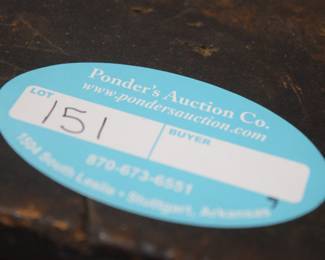 Ponder's Auction Co.
www.pondersauction.com
LOT
151
BUYER
870-673-6551
1504 South Leslie • Stuttgart, Arkansas